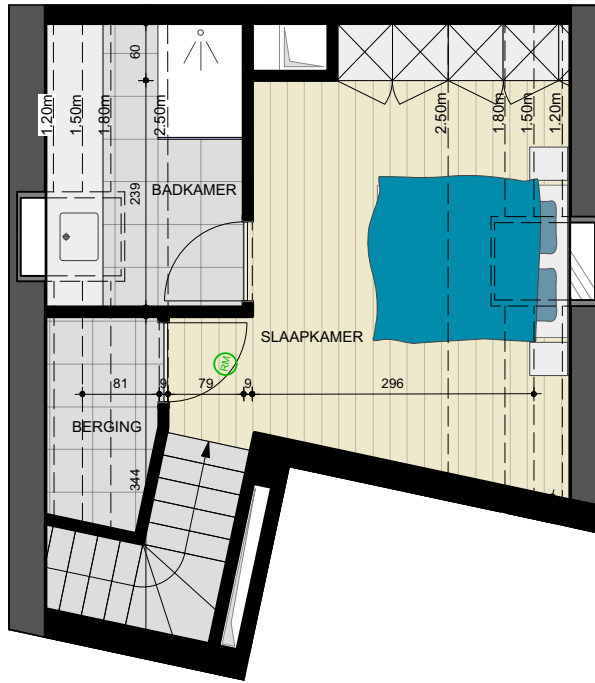 60
1.20m
1.50m
1.80m
2.50m
2.50m
1.80m
1.50m
1.20m
239
BADKAMER
SLAAPKAMER
RM
81
9
79
9
296
BERGING
344